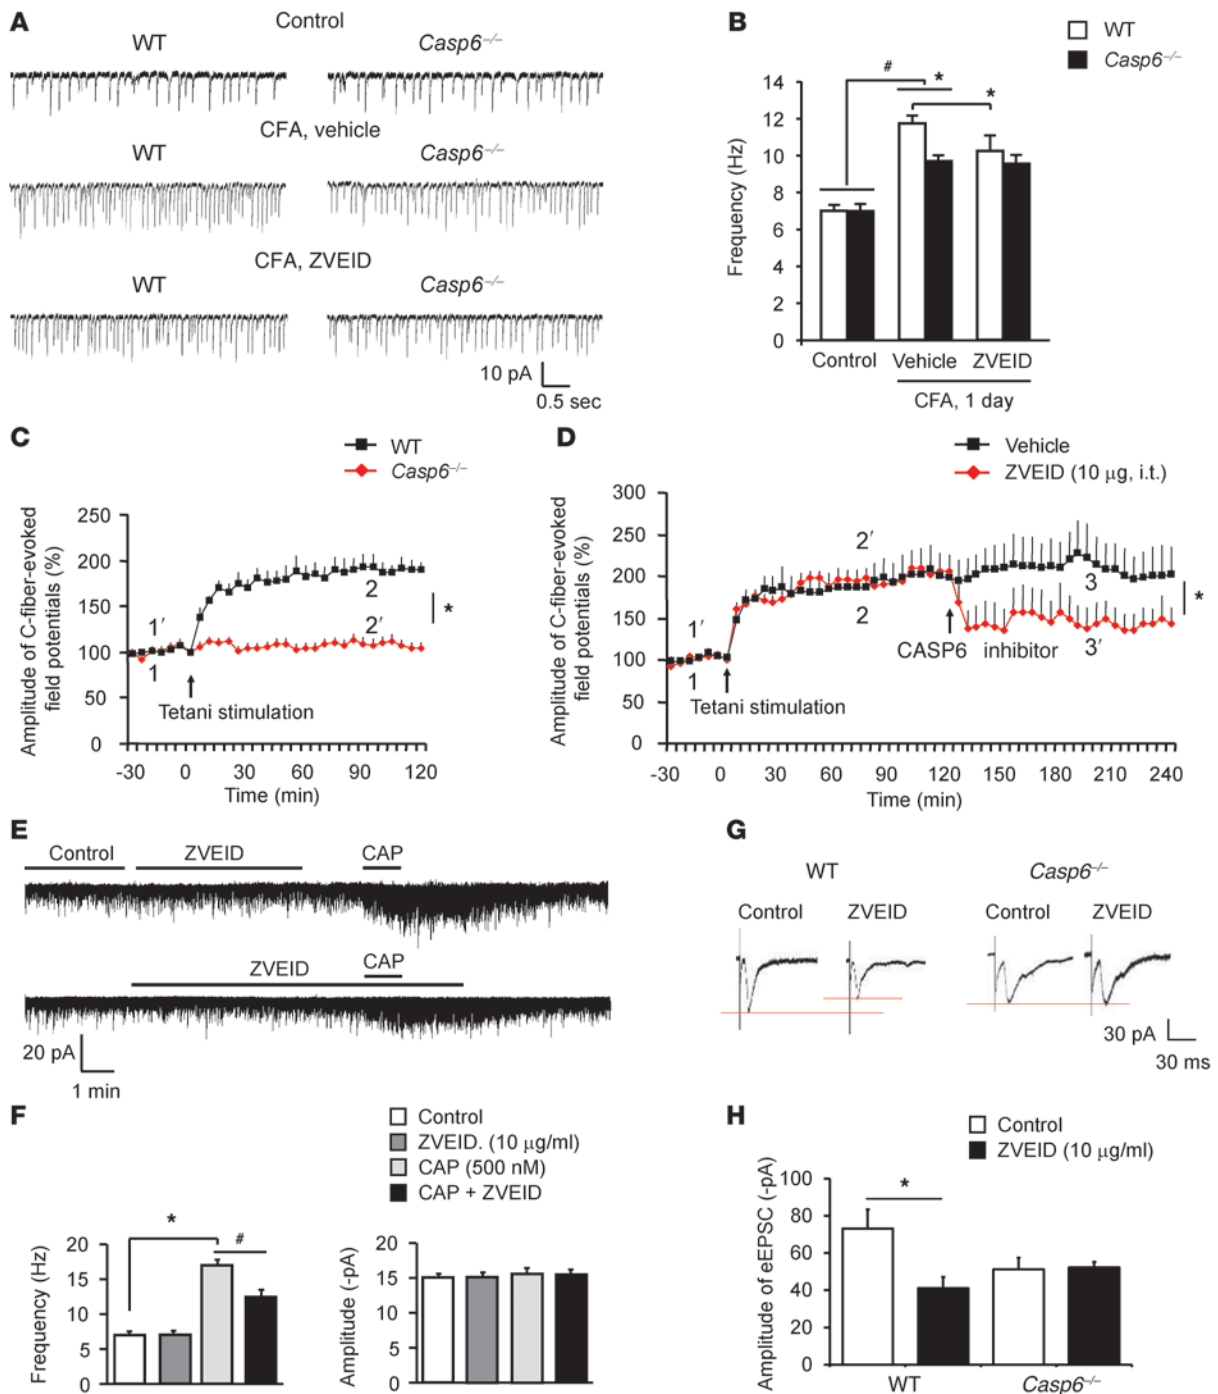 A
Control
WT Casp6–/–
CFA, vehicle
WT Casp6–/–
CFA, ZVEID
WT Casp6–/–
10 pA
0.5 sec
B
WT
Casp6–/–
Frequency (Hz)
14
12
10
8
6
4
2
0
#
*
*
Control Vehicle ZVEID
CFA, 1 day
C
WT
Casp6–/–
Amplitude of C-fiber-evoked
field potentials (%)
250
200
150
100
50
0
1′
1
2
2′
*
Tetani stimulation
-30 0 30 60 90 120
Time (min)
D
Vehicle
ZVEID (10 μg, i.t.)
Amplitude of C-fiber-evoked
field potentials (%)
300
250
200
150
100
50
0
1′
1
2′
2
3
3′
*
CASP6 inhibitor
Tetani stimulation
-30 0 30 60 90 120 150 180 210 240
Time (min)
E
Control ZVEID CAP
ZVEID CAP
20 pA
1 min
F
Control
ZVEID. (10 μg/ml)
CAP (500 nM)
CAP + ZVEID
Frequency (Hz)
20
15
10
5
0
*
#
Amplitude (-pA)
20
15
10
5
0
G
WT Casp6–/–
Control ZVEID Control ZVEID
30 pA
30 ms
H
Control
ZVEID (10 μg/ml)
Amplitude of eEPSC (-pA)
100
80
60
40
20
0
*
WT Casp6–/–